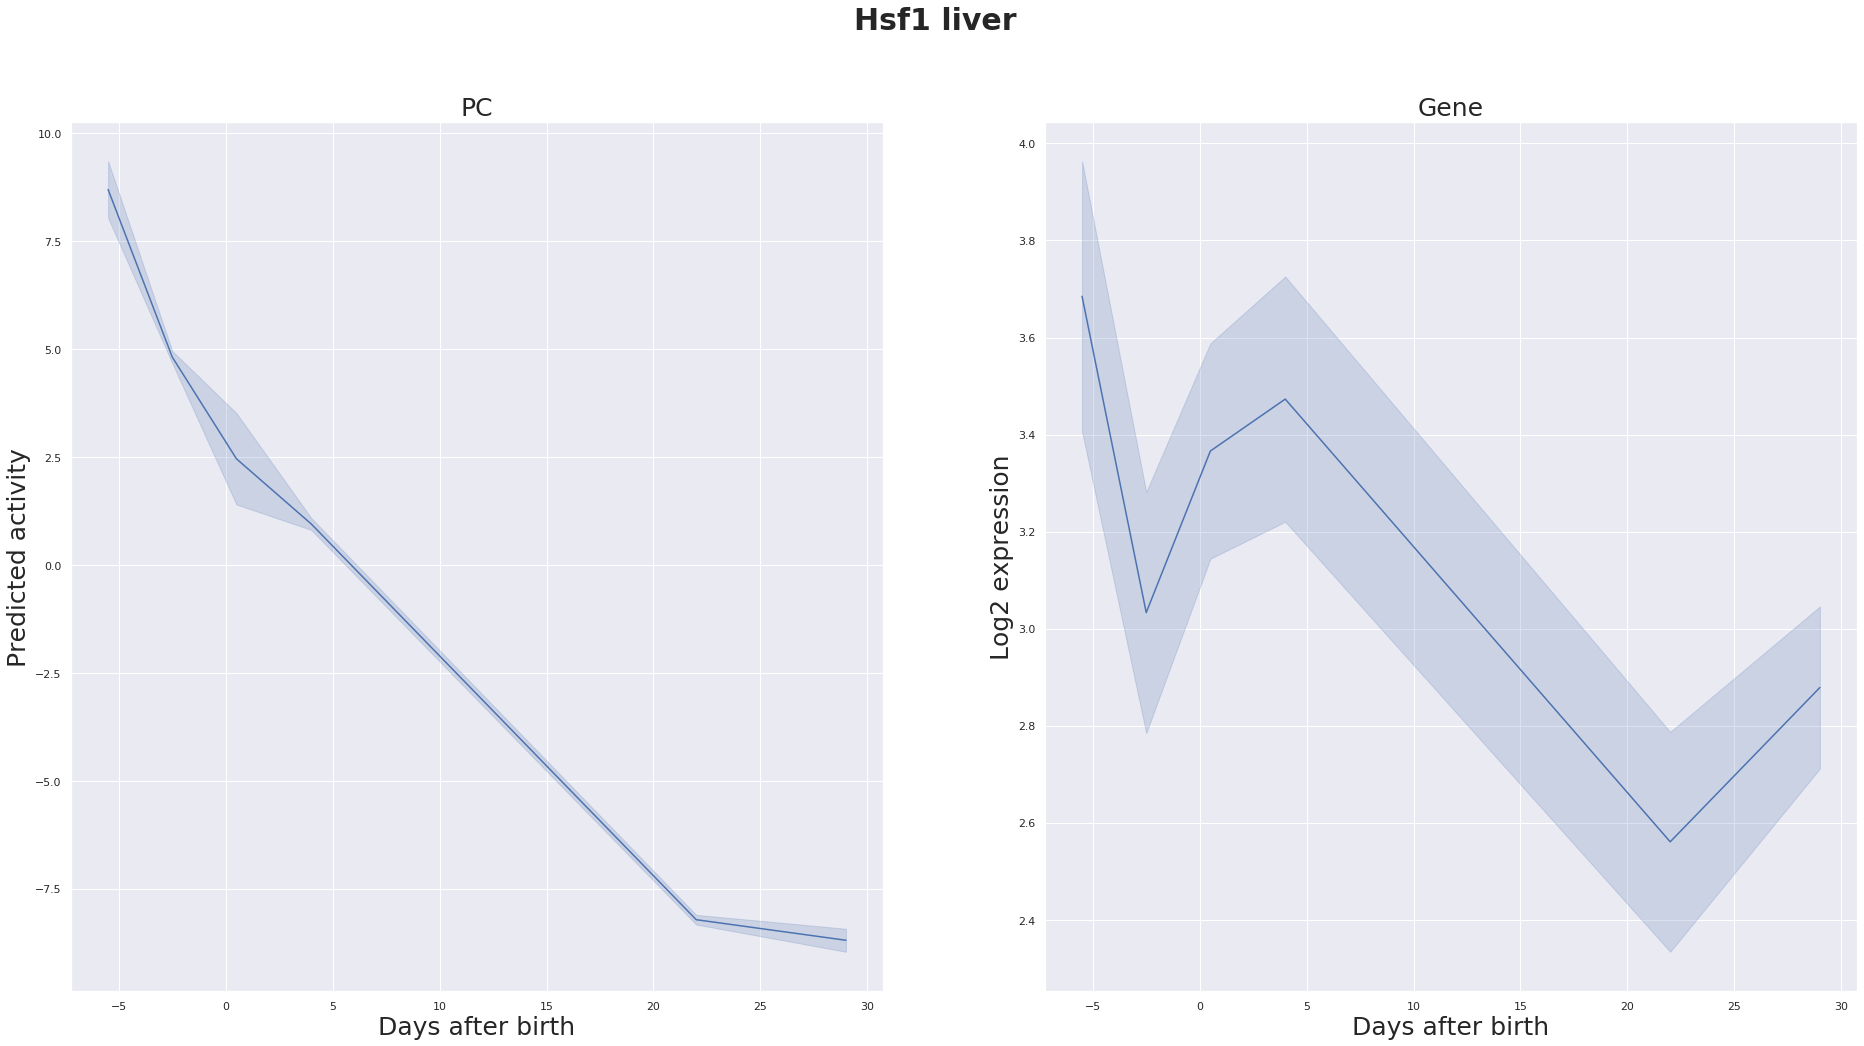 Hsf1 liver
PC
Predicted activity
10.0
7.5
5.0
2.5
0.0
−2.5
−5.0
−7.5
−5 0 5 10 15 20 25 30
Days after birth
Gene
Log2 expression
4.0
3.8
3.6
3.4
3.2
3.0
2.8
2.6
2.4
−5 0 5 10 15 20 25 30
Days after birth